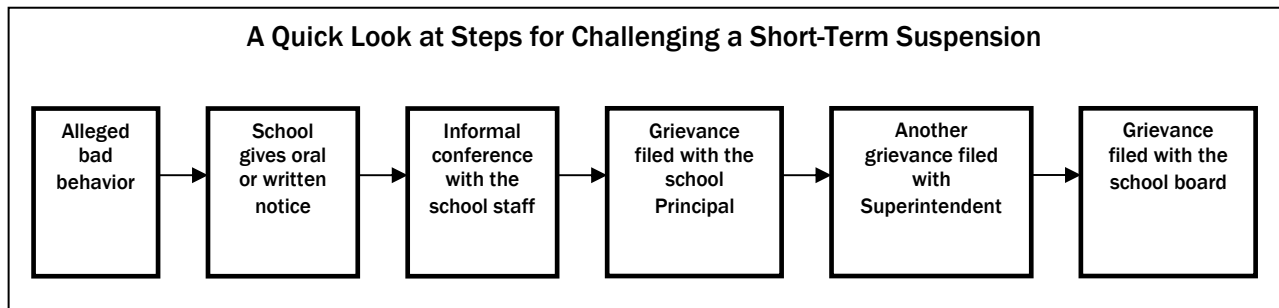 A Quick Look at Steps for Challenging a Short-Term Suspension
Alleged
bad
behavior
School
gives oral
or written
notice
Informal
conference
with the
school staff
Grievance
filed with the
school
Principal
Another
grievance filed
with
Superintendent
Grievance
filed with the
school board